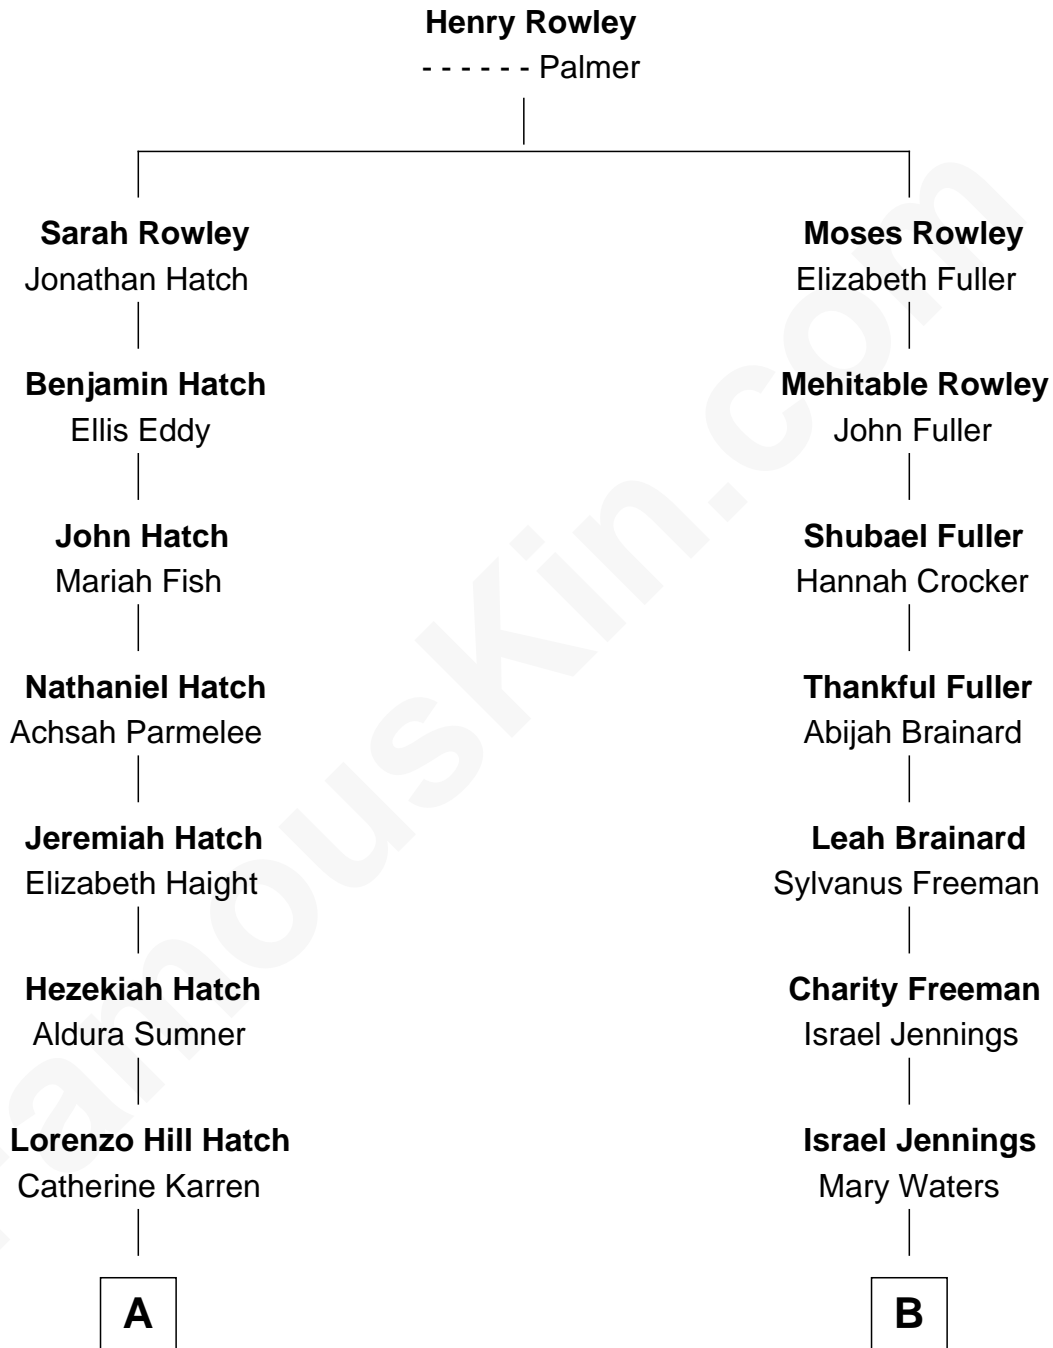 Henry Rowley
- - - - - - Palmer
Sarah Rowley
Jonathan Hatch
Moses Rowley
Elizabeth Fuller
Benjamin Hatch
Ellis Eddy
Mehitable Rowley
John Fuller
John Hatch
Mariah Fish
Shubael Fuller
Hannah Crocker
Nathaniel Hatch
Achsah Parmelee
Thankful Fuller
Abijah Brainard
Jeremiah Hatch
Elizabeth Haight
Leah Brainard
Sylvanus Freeman
Hezekiah Hatch
Aldura Sumner
Charity Freeman
Israel Jennings
Lorenzo Hill Hatch
Catherine Karren
Israel Jennings
Mary Waters
A
B
FamousKin.com